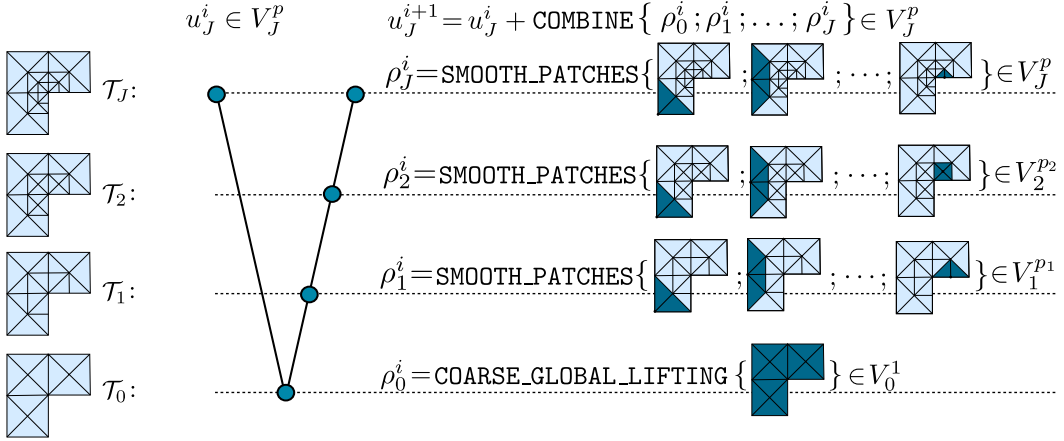 u_J^i ∈ V_J^p u_J^{i+1} = u_J^i + COMBINE{ ρ_0^i ; ρ_1^i ; . . . ; ρ_J^i } ∈ V_J^p
𝒯_J: ρ_J^i = SMOOTH_PATCHES{ ; ; ⋯; } ∈ V_J^p
𝒯_2: ρ_2^i = SMOOTH_PATCHES{ ; ; ⋯; } ∈ V_2^{p_2}
𝒯_1: ρ_1^i = SMOOTH_PATCHES{ ; ; ⋯; } ∈ V_1^{p_1}
𝒯_0: ρ_0^i = COARSE_GLOBAL_LIFTING { } ∈ V_0^1